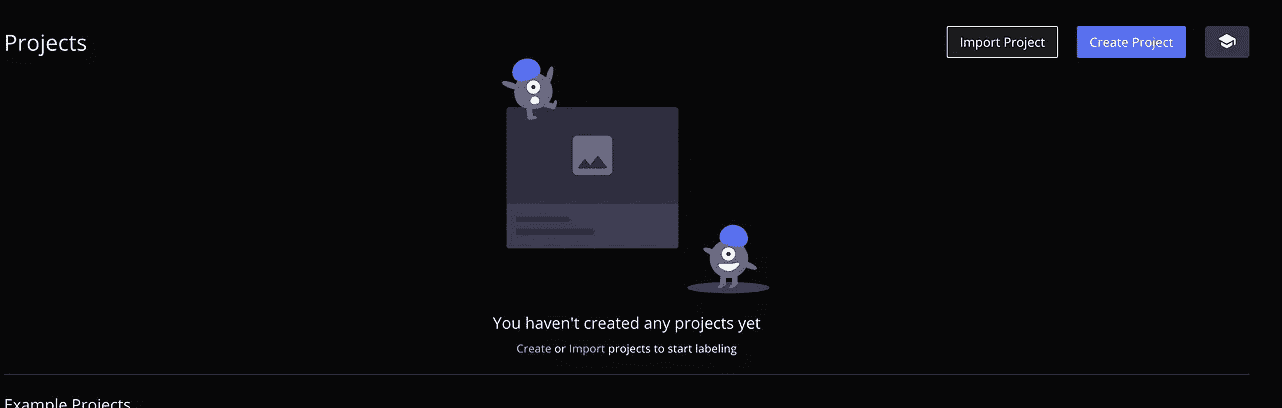 Projects
Import Project
Create Project
You haven't created any projects yet
Create or Import projects to start labeling
Example Projects